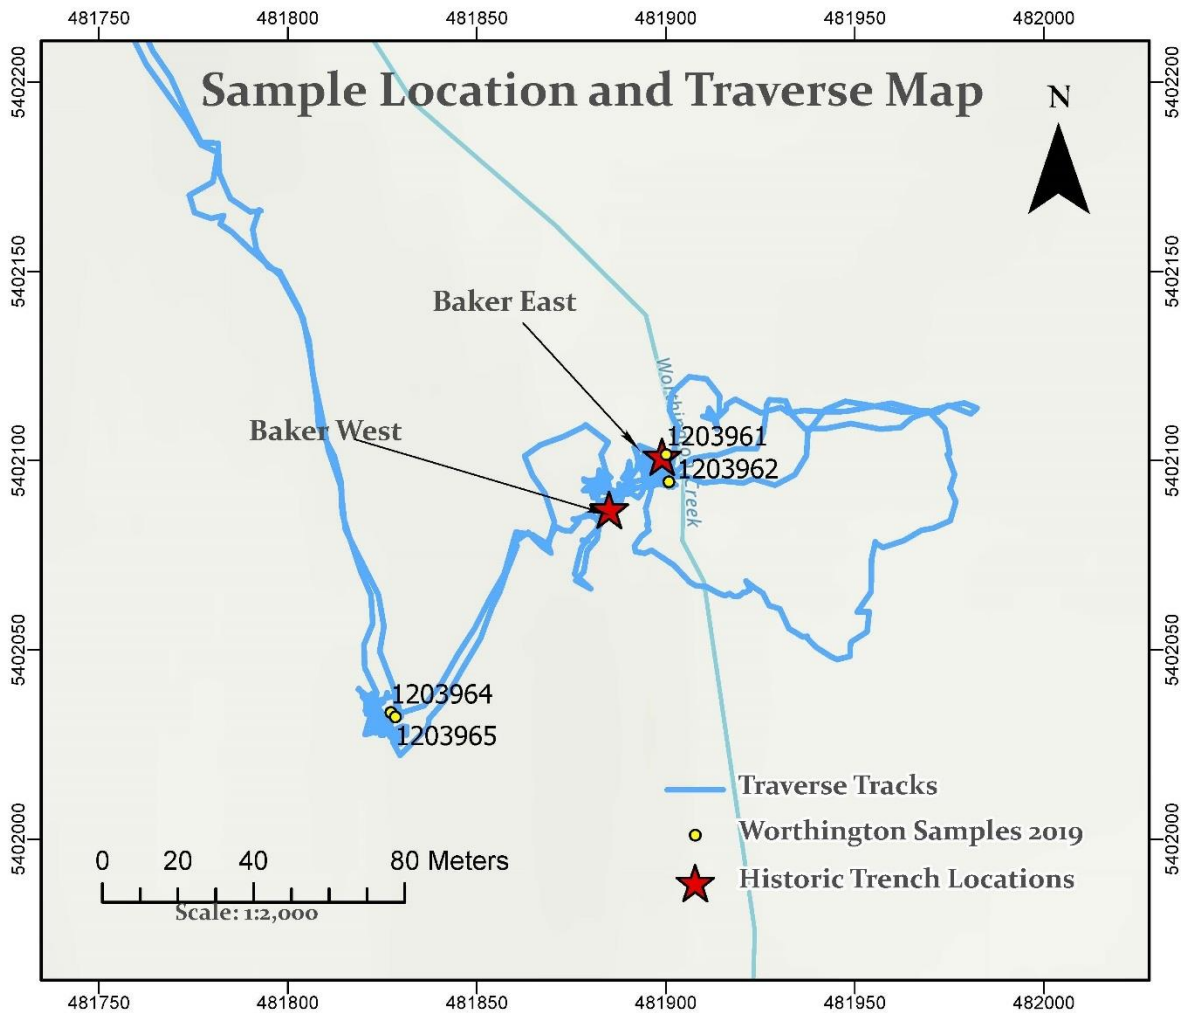 481750 481800 481850 481900 481950 482000
Sample Location and Traverse Map
N
5402200
5402200
5402150
5402150
Baker East
Worthington Creek
Baker West
1203961
1203962
5402100
5402100
5402050
5402050
1203964
1203965
Traverse Tracks
Worthington Samples 2019
Historic Trench Locations
5402000
5402000
0 20 40 80 Meters
Scale: 1:2,000
481750 481800 481850 481900 481950 482000